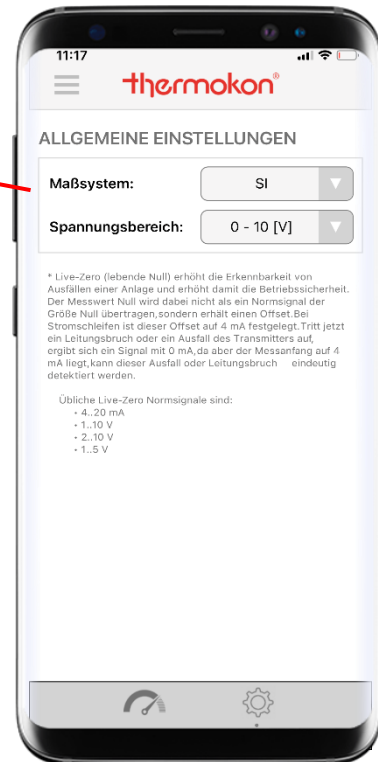 11:17
thermokon®
ALLGEMEINE EINSTELLUNGEN
Maßsystem: SI
Spannungsbereich: 0 - 10 [V]
* Live-Zero (lebende Null) erhöht die Erkennbarkeit von
Ausfällen einer Anlage und erhöht damit die Betriebssicherheit.
Der Messwert Null wird dabei nicht als ein Normsignal der
Größe Null übertragen,sondern erhält einen Offset.Bei
Stromschleifen ist dieser Offset auf 4 mA festgelegt.Tritt jetzt
ein Leitungsbruch oder ein Ausfall des Transmitters auf,
ergibt sich ein Signal mit 0 mA,da aber der Messanfang auf 4
mA liegt,kann dieser Ausfall oder Leitungsbruch eindeutig
detektiert werden.
Übliche Live-Zero Normsignale sind:
• 4..20 mA
• 1..10 V
• 2..10 V
• 1..5 V